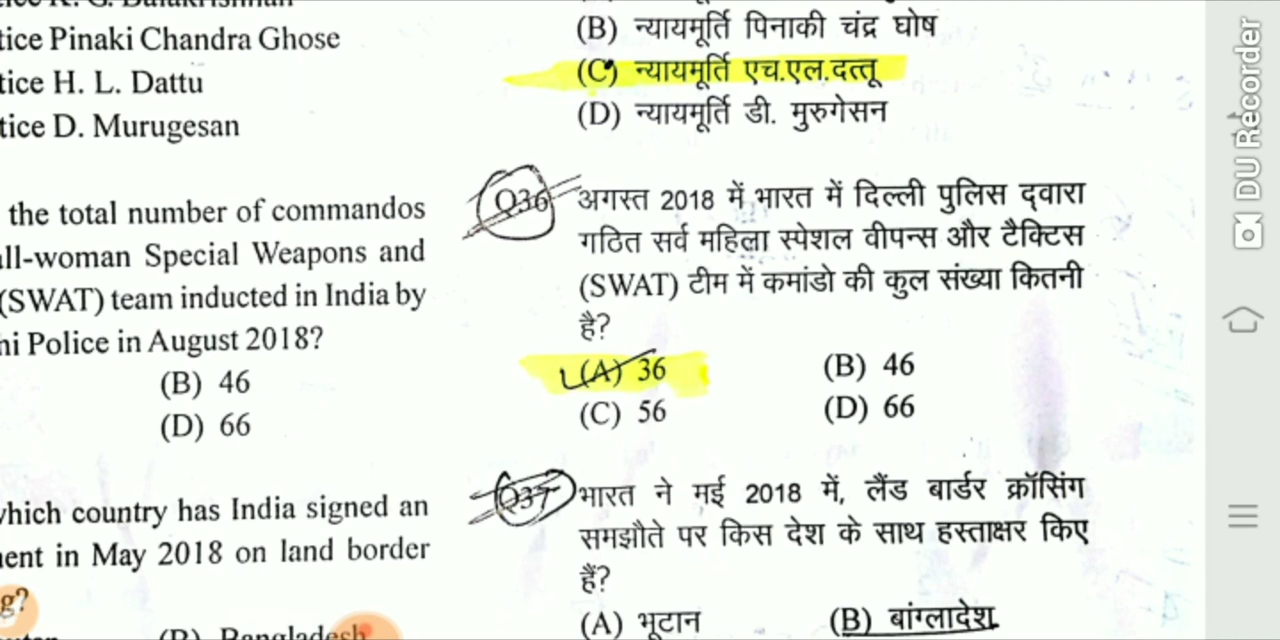 tice Pinaki Chandra Ghose
tice H. L. Dattu
tice D. Murugesan
the total number of commandos
all-woman Special Weapons and
(SWAT) team inducted in India by
hi Police in August 2018?
(B) 46
(D) 66
which country has India signed an
ment in May 2018 on land border
g?
(B) Bangladesh
(B) न्यायमूर्ति पिनाकी चंद्र घोष
(C) न्यायमूर्ति एच.एल.दत्तू
(D) न्यायमूर्ति डी. मुरुगेसन
Q36 अगस्त 2018 में भारत में दिल्ली पुलिस द्वारा
गठित सर्व महिला स्पेशल वीपन्स और टैक्टिस
(SWAT) टीम में कमांडो की कुल संख्या कितनी
है?
(A) 36 (B) 46
(C) 56 (D) 66
Q37 भारत ने मई 2018 में, लैंड बार्डर क्रॉसिंग
समझौते पर किस देश के साथ हस्ताक्षर किए
हैं?
(A) भूटान (B) बांग्लादेश
DU Recorder